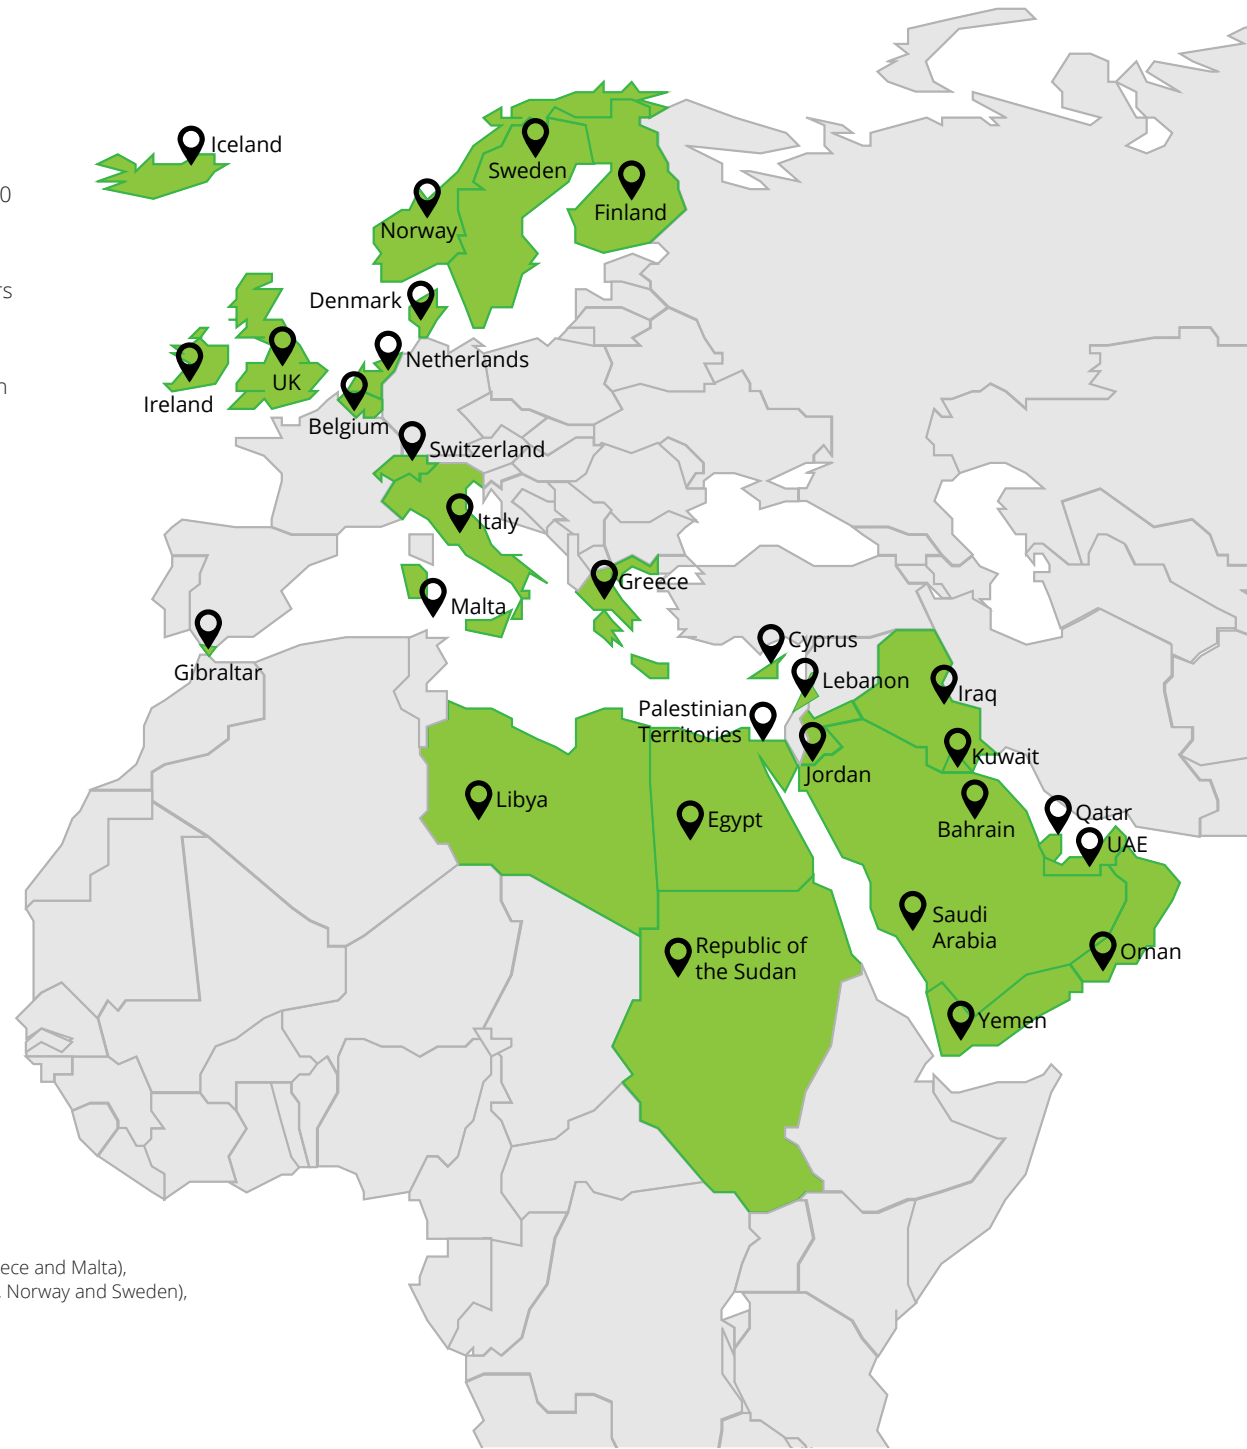 Iceland
Sweden
0
Finland
Norway
rs
Denmark
Netherlands
UK
n
Ireland
Belgium
Switzerland
Italy
Greece
Malta
Cyprus
Gibraltar
Lebanon
Iraq
Palestinian
Territories
Kuwait
Jordan
Libya
Egypt
Bahrain
Qatar
UAE
Saudi
Arabia
Republic of
the Sudan
Oman
Yemen
ece and Malta),
, Norway and Sweden),